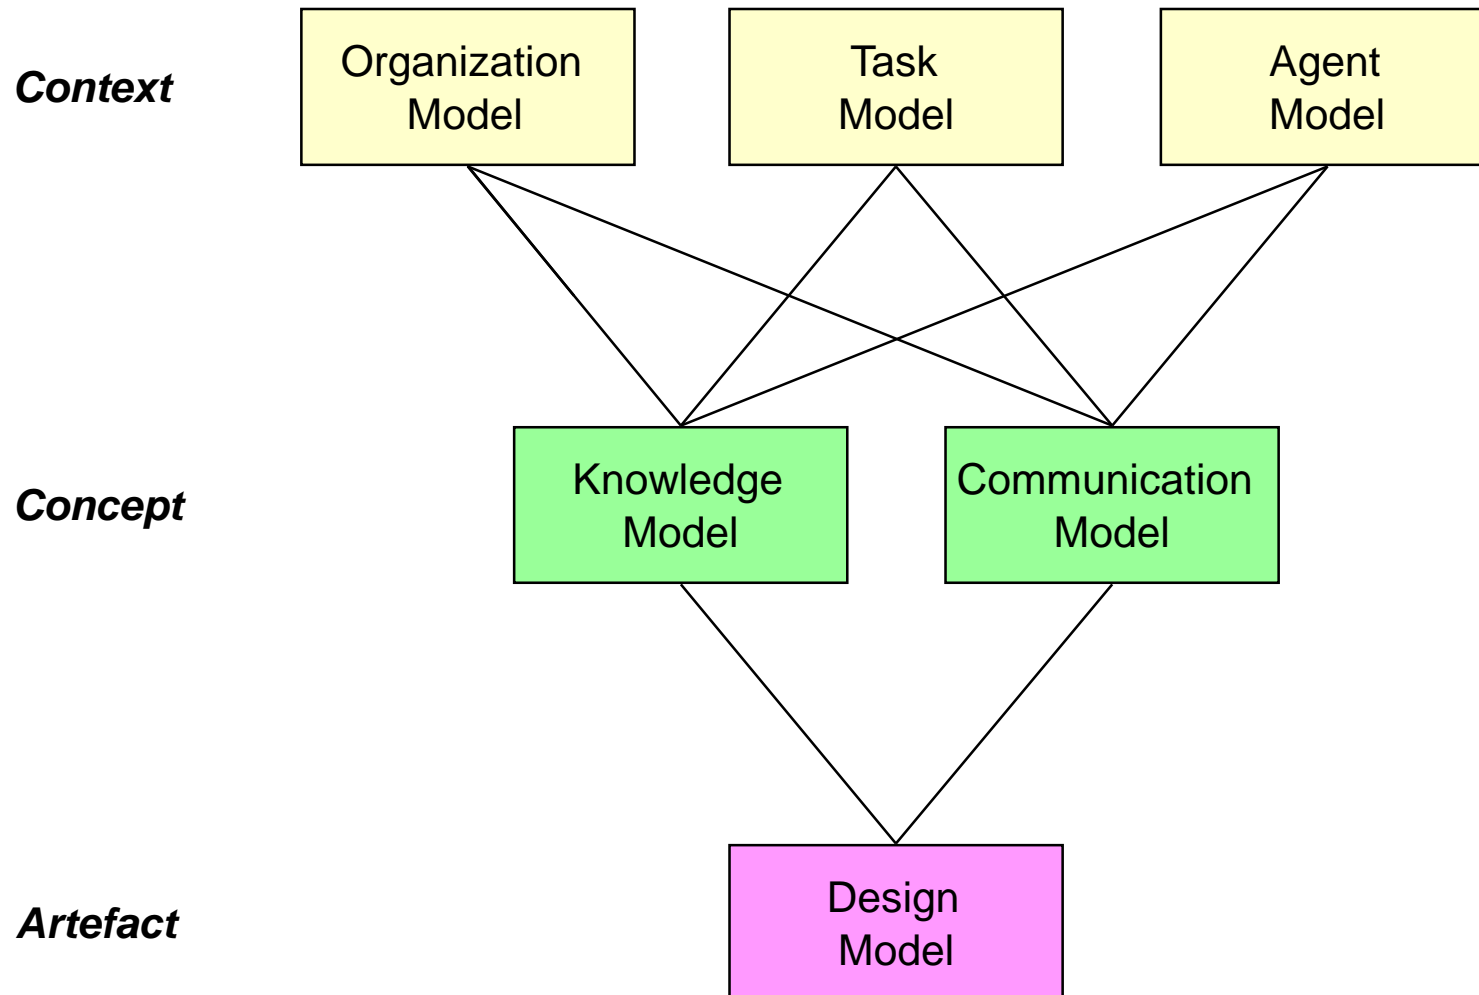 Context
Organization
Model
Task
Model
Agent
Model
Concept
Knowledge
Model
Communication
Model
Artefact
Design
Model